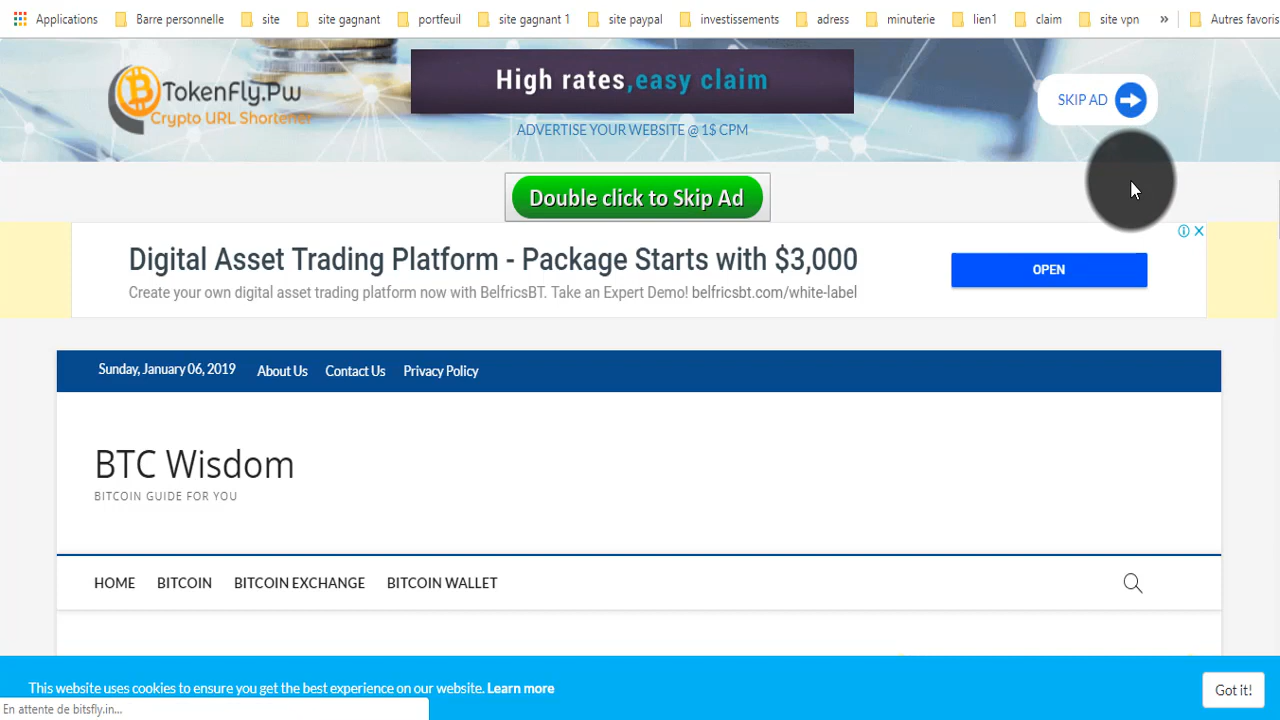 Applications Barre personnelle site site gagnant portfeuil site gagnant 1 site paypal investissements adress minuterie lien1 claim site vpn » Autres favoris
TokenFly.Pw
Crypto URL Shortener
High rates,easy claim
ADVERTISE YOUR WEBSITE @ 1$ CPM
SKIP AD
Double click to Skip Ad
Digital Asset Trading Platform - Package Starts with $3,000
Create your own digital asset trading platform now with BelfricsBT. Take an Expert Demo! belfricsbt.com/white-label
OPEN
Sunday, January 06, 2019 About Us Contact Us Privacy Policy
BTC Wisdom
BITCOIN GUIDE FOR YOU
HOME BITCOIN BITCOIN EXCHANGE BITCOIN WALLET
This website uses cookies to ensure you get the best experience on our website. Learn more
Got it!
En attente de bitsfly.in...